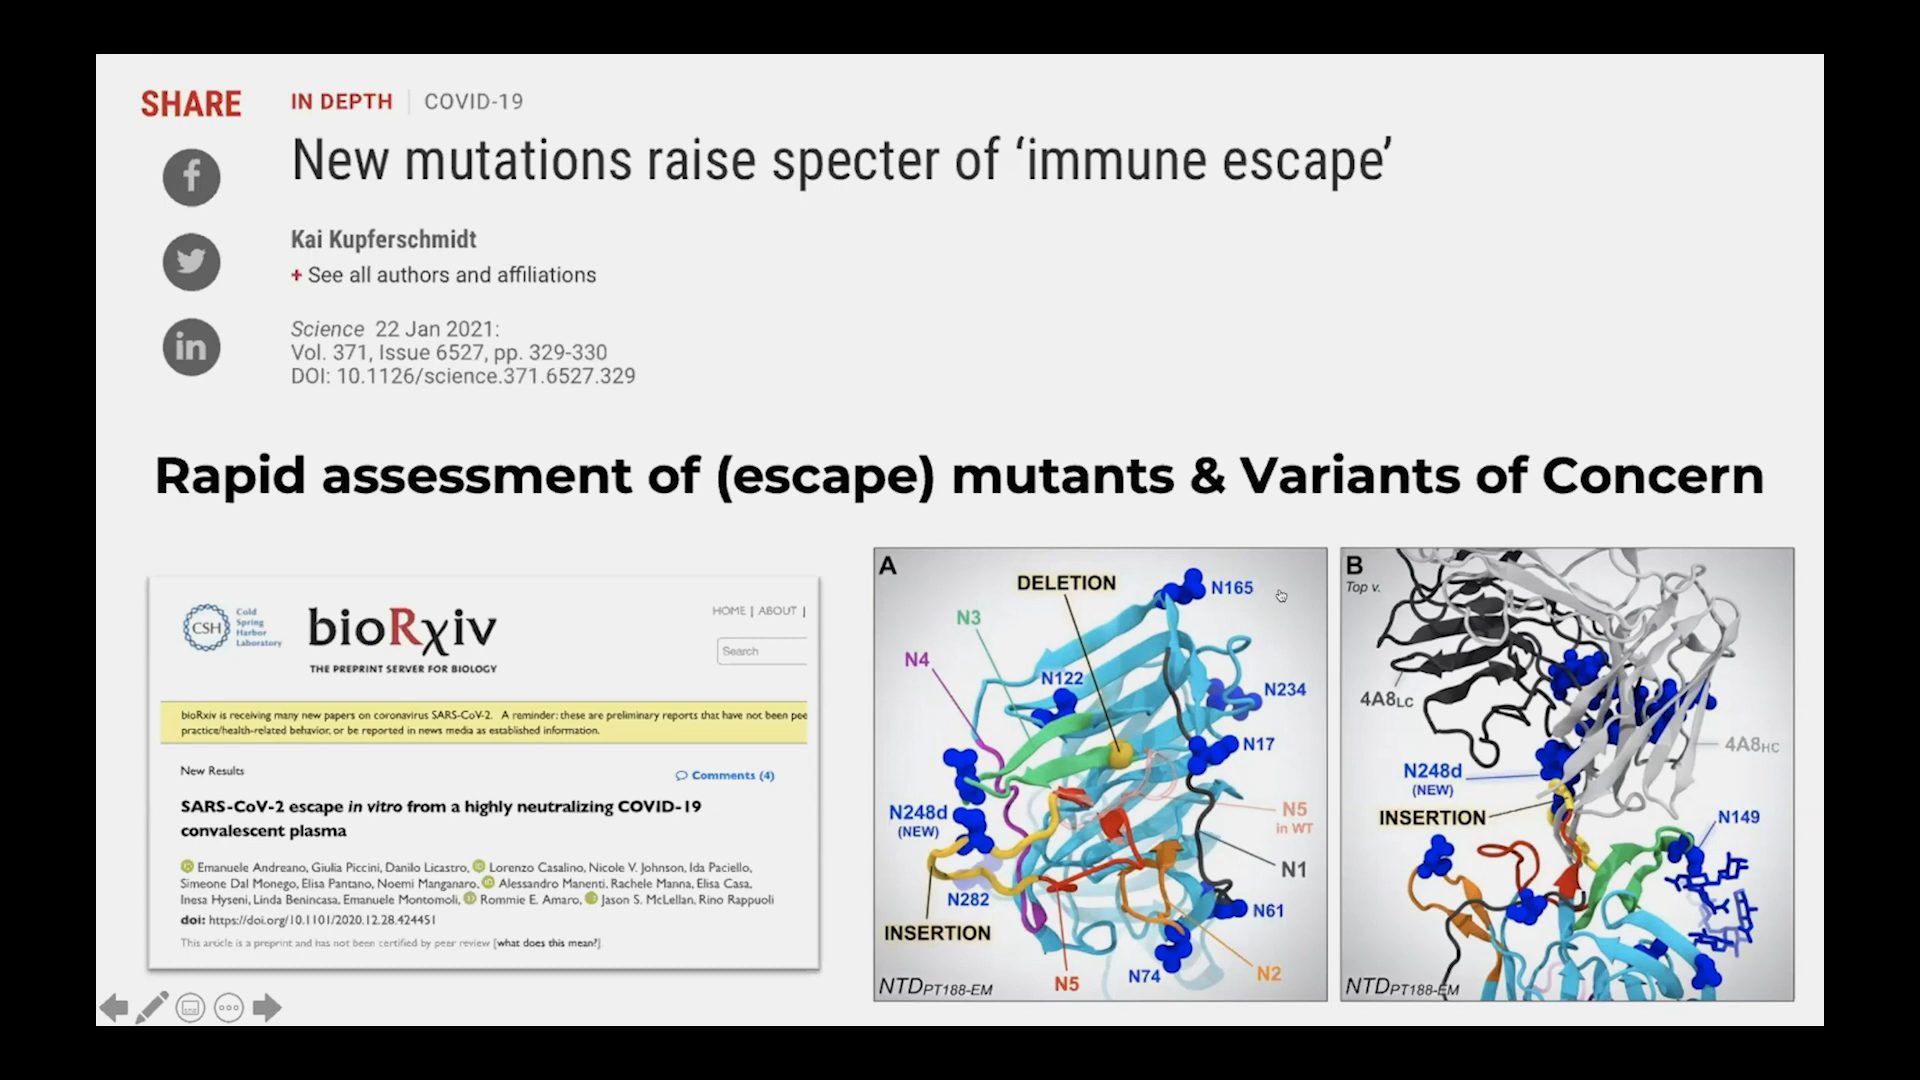 SHARE
IN DEPTH | COVID-19
New mutations raise specter of ‘immune escape’
Kai Kupferschmidt
+ See all authors and affiliations
Science 22 Jan 2021:
Vol. 371, Issue 6527, pp. 329-330
DOI: 10.1126/science.371.6527.329
f
in
Rapid assessment of (escape) mutants & Variants of Concern
CSH
Cold
Spring
Harbor
Laboratory
bioRχiv
THE PREPRINT SERVER FOR BIOLOGY
HOME | ABOUT |
Search
bioRxiv is receiving many new papers on coronavirus SARS-CoV-2. A reminder: these are preliminary reports that have not been pee
practice/health-related behavior, or be reported in news media as established information.
New Results
Comments (4)
SARS-CoV-2 escape in vitro from a highly neutralizing COVID-19
convalescent plasma
Emanuele Andreano, Giulia Piccini, Danilo Licastro, Lorenzo Casalino, Nicole V. Johnson, Ida Paciello,
Simeone Dal Monego, Elisa Pantano, Noemi Manganaro, Alessandro Manenti, Rachele Manna, Elisa Casa,
Inesa Hyseni, Linda Benincasa, Emanuele Montomoli, Rommie E. Amaro, Jason S. McLellan, Rino Rappuoli
doi: https://doi.org/10.1101/2020.12.28.424451
This article is a preprint and has not been certified by peer review [what does this mean?].
A
DELETION
N165
N3
N4
N122
N234
N17
N248d
(NEW)
N5
in WT
N1
N282
N61
INSERTION
N74
N2
N5
NTDPT188-EM
B
Top v.
4A8LC
4A8HC
N248d
(NEW)
INSERTION
N149
NTDPT188-EM